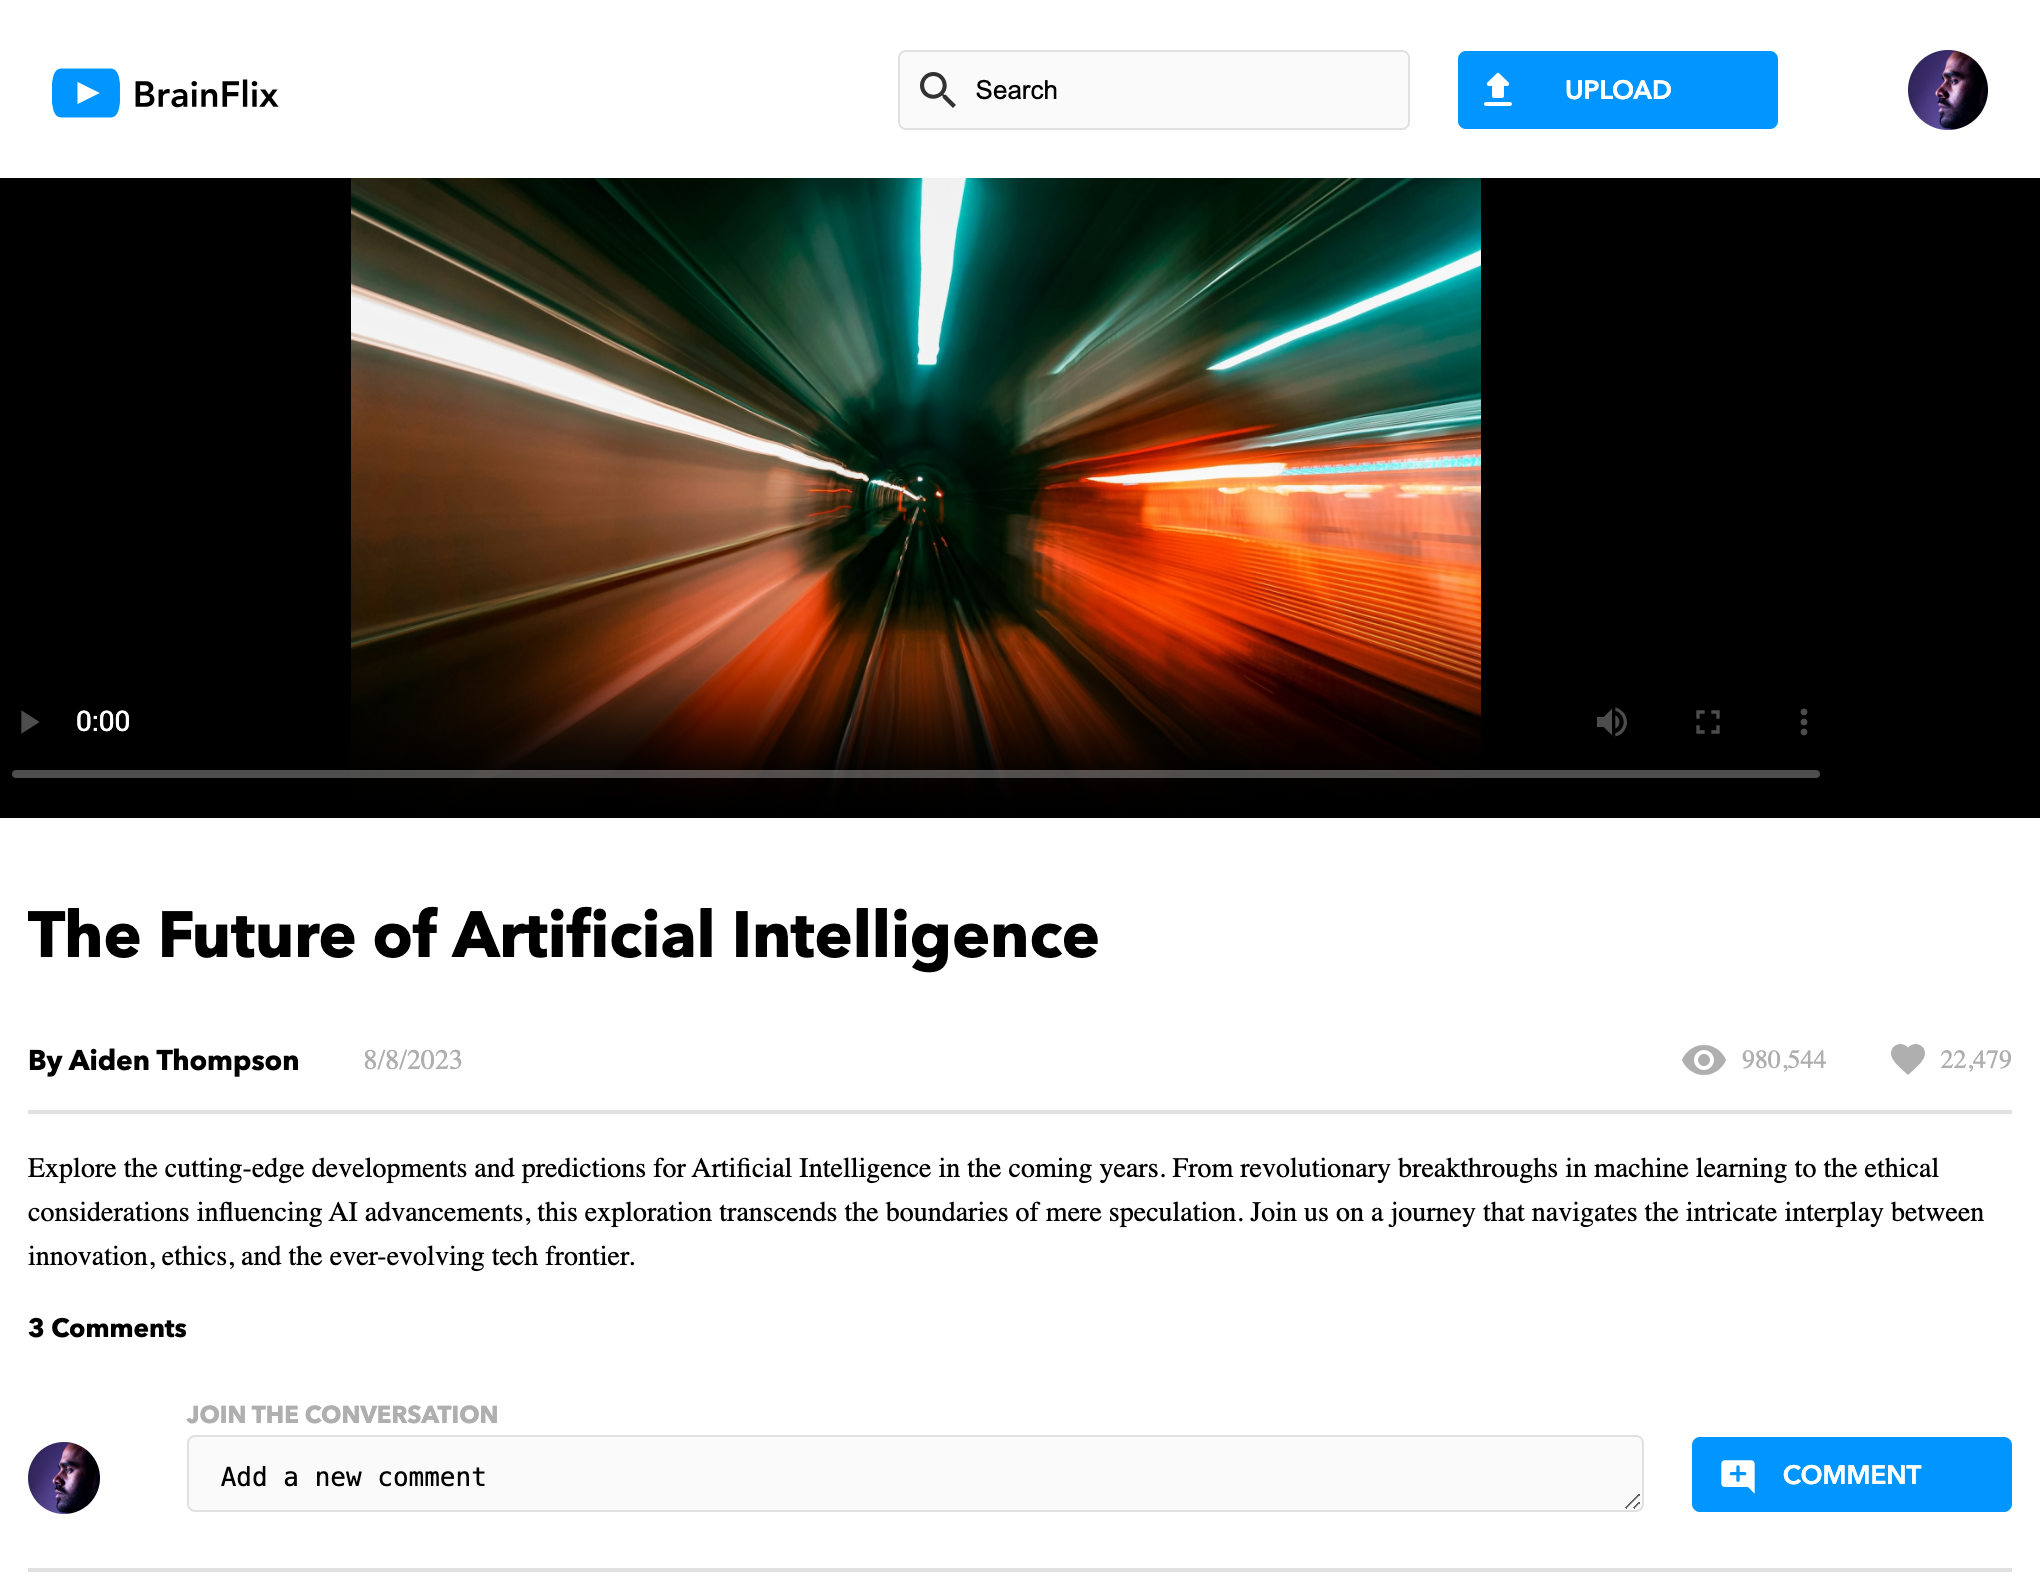 BrainFlix
Search
UPLOAD
0:00
The Future of Artificial Intelligence
By Aiden Thompson
8/8/2023
980,544
22,479
Explore the cutting-edge developments and predictions for Artificial Intelligence in the coming years. From revolutionary breakthroughs in machine learning to the ethical
considerations influencing AI advancements, this exploration transcends the boundaries of mere speculation. Join us on a journey that navigates the intricate interplay between
innovation, ethics, and the ever-evolving tech frontier.
3 Comments
JOIN THE CONVERSATION
Add a new comment
COMMENT